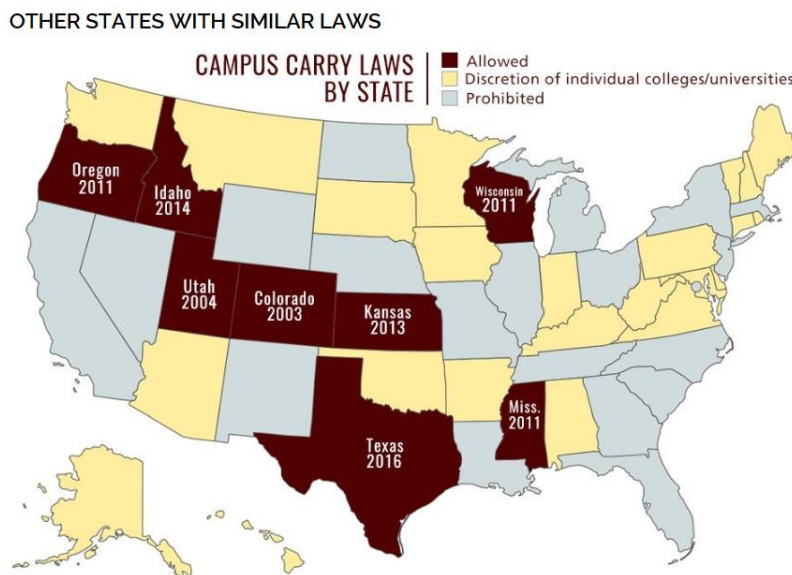 OTHER STATES WITH SIMILAR LAWS
CAMPUS CARRY LAWS
BY STATE
Allowed
Discretion of individual colleges/universities
Prohibited
Oregon
2011
Idaho
2014
Wisconsin
2011
Utah
2004
Colorado
2003
Kansas
2013
Miss.
2011
Texas
2016